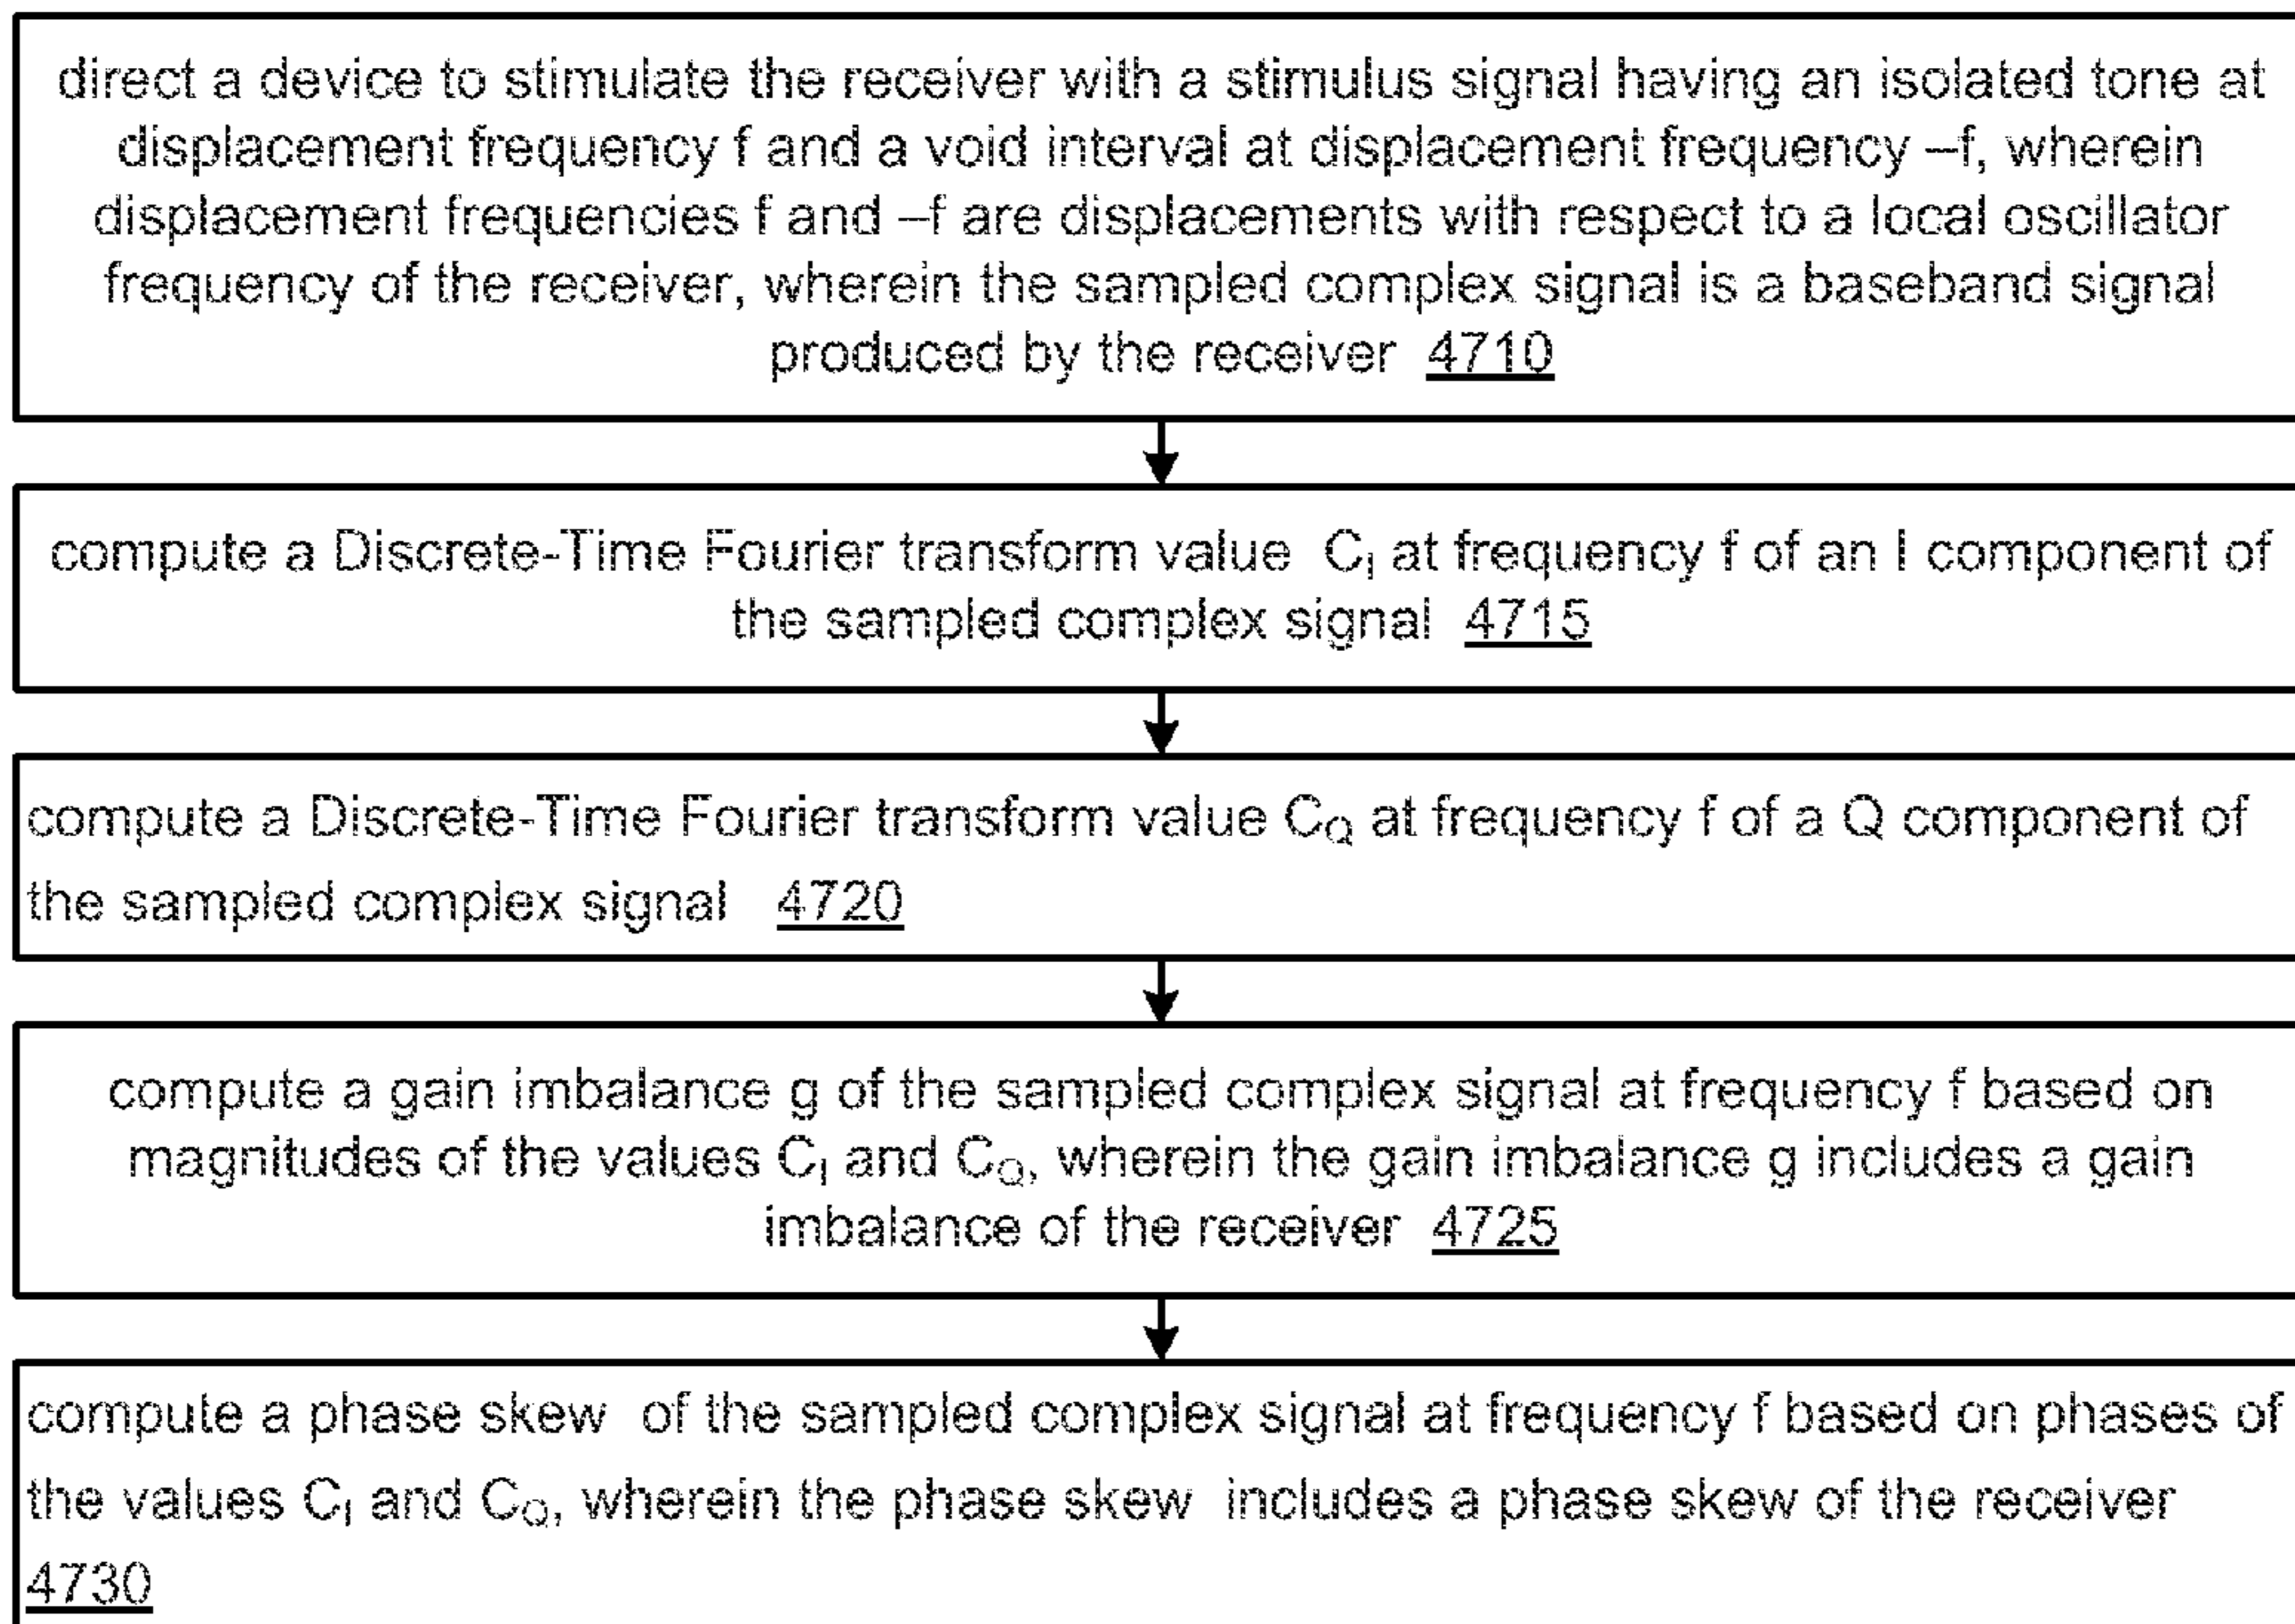 direct a device to stimulate the receiver with a stimulus signal having an isolated tone at
displacement frequency f and a void interval at displacement frequency –f, wherein
displacement frequencies f and –f are displacements with respect to a local oscillator
frequency of the receiver, wherein the sampled complex signal is a baseband signal
produced by the receiver 4710
compute a Discrete-Time Fourier transform value C_I at frequency f of an I component of
the sampled complex signal 4715
compute a Discrete-Time Fourier transform value C_Q at frequency f of a Q component of
the sampled complex signal 4720
compute a gain imbalance g of the sampled complex signal at frequency f based on
magnitudes of the values C_I and C_Q, wherein the gain imbalance g includes a gain
imbalance of the receiver 4725
compute a phase skew of the sampled complex signal at frequency f based on phases of
the values C_I and C_Q, wherein the phase skew includes a phase skew of the receiver
4730